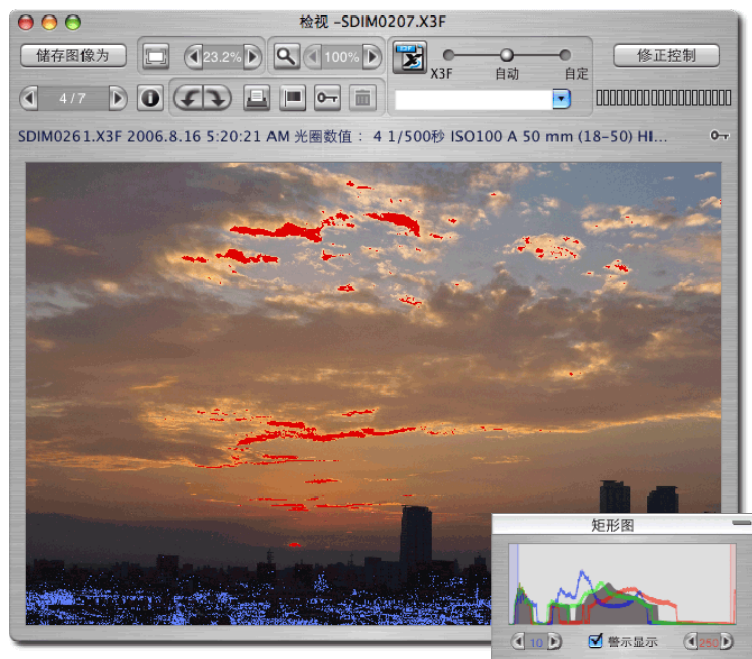 检视 –SDIM0207.X3F
储存图像为
23.2%
100%
X3F
自动
自定
修正控制
4/7
SDIM0261.X3F 2006.8.16 5:20:21 AM 光圈数值： 4 1/500秒 ISO100 A 50 mm (18–50) HI...
矩形图
10
警示显示
250